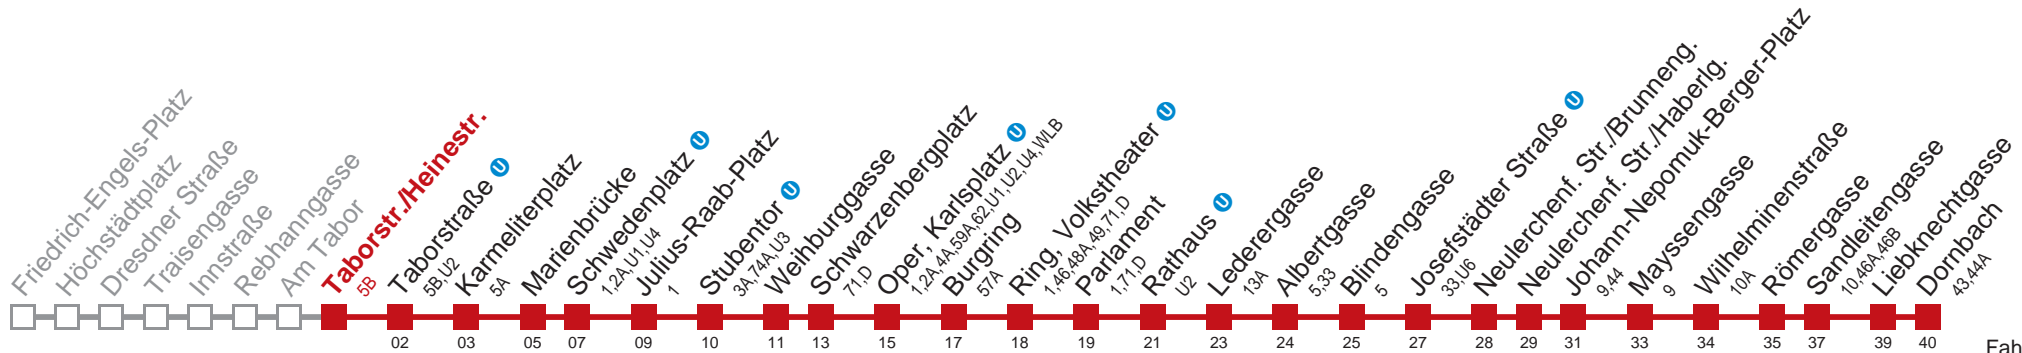 Friedrich-Engels-Platz
Höchstädtplatz
Dresdner Straße
Traisengasse
Innstraße
Rebhanngasse
Am Tabor
Taborstr./Heinestr.
5B
Taborstraße U
5B,U2
Karmeliterplatz
5A
Marienbrücke
Schwedenplatz U
1,2A,U1,U4
Julius-Raab-Platz
1
Stubentor U
3A,74A,U3
Weihburggasse
Schwarzenbergplatz
71,D
Oper, Karlsplatz U
1,2A,4A,59A,62,U1,U2,U4,WLB
Burgring
57A
Ring, Volkstheater U
1,46,48A,49,71,D
Parlament
1,71,D
Rathaus U
U2
Lederergasse
13A
Albertgasse
5,33
Blindengasse
5
Josefstädter Straße U
33,U6
Neulerchenf. Str./Brunneng.
Neulerchenf. Str./Haberlg.
Johann-Nepomuk-Berger-Platz
9,44
Mayssengasse
9
Wilhelminenstraße
10A
Römergasse
Sandleitengasse
10,46A,46B
Liebknechtgasse
Dornbach
43,44A
02 03 05 07 09 10 11 13 15 17 18 19 21 23 24 25 27 28 29 31 33 34 35 37 39 40
Fah